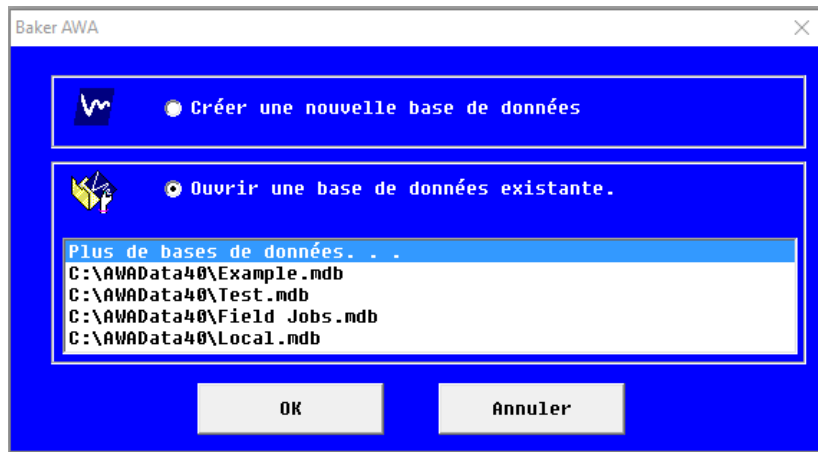 Baker AWA
Créer une nouvelle base de données
Ouvrir une base de données existante.
Plus de bases de données. . .
C:\AWAData40\Example.mdb
C:\AWAData40\Test.mdb
C:\AWAData40\Field Jobs.mdb
C:\AWAData40\Local.mdb
OK
Annuler